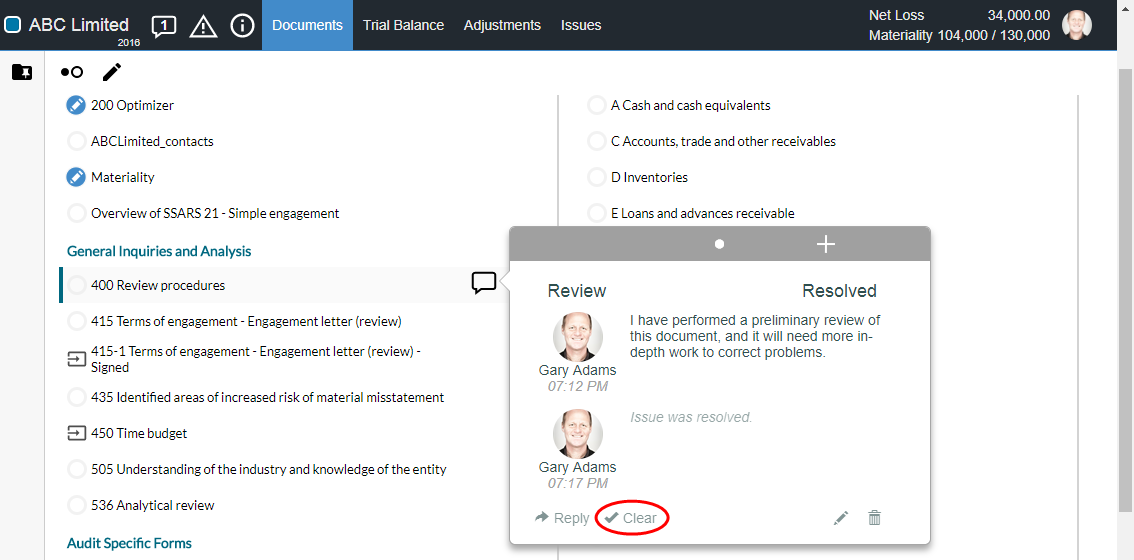 ABC Limited
2016
1
Documents
Trial Balance
Adjustments
Issues
Net Loss 34,000.00
Materiality 104,000 / 130,000
200 Optimizer
ABCLimited_contacts
Materiality
Overview of SSARS 21 - Simple engagement
General Inquiries and Analysis
400 Review procedures
415 Terms of engagement - Engagement letter (review)
415-1 Terms of engagement - Engagement letter (review) -
Signed
435 Identified areas of increased risk of material misstatement
450 Time budget
505 Understanding of the industry and knowledge of the entity
536 Analytical review
Audit Specific Forms
A Cash and cash equivalents
C Accounts, trade and other receivables
D Inventories
E Loans and advances receivable
Review
Resolved
I have performed a preliminary review of
this document, and it will need more in-
depth work to correct problems.
Gary Adams
07:12 PM
Issue was resolved.
Gary Adams
07:17 PM
Reply
Clear